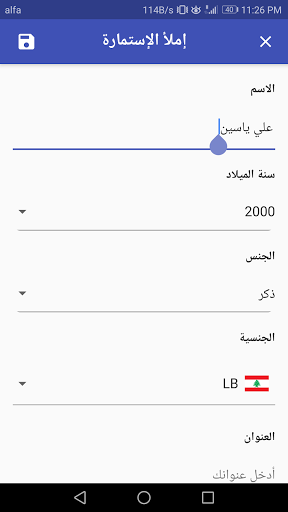 alfa 114B/s 40 11:26 PM
إملأ الإستمارة
الاسم
علي ياسين
سنة الميلاد
2000
الجنس
ذكر
الجنسية
LB
العنوان
أدخل عنوانك